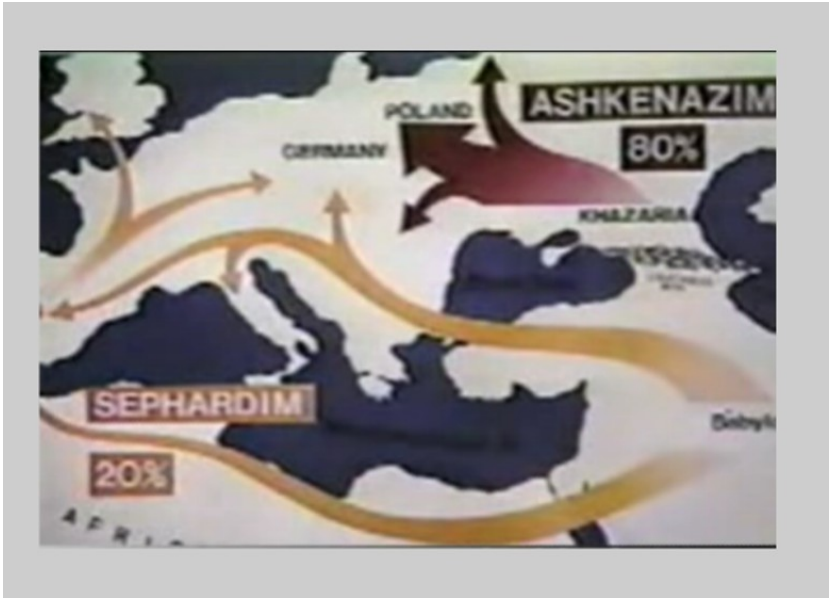 ASHKENAZIM
80%
POLAND
GERMANY
KHAZARIA
SEPHARDIM
20%